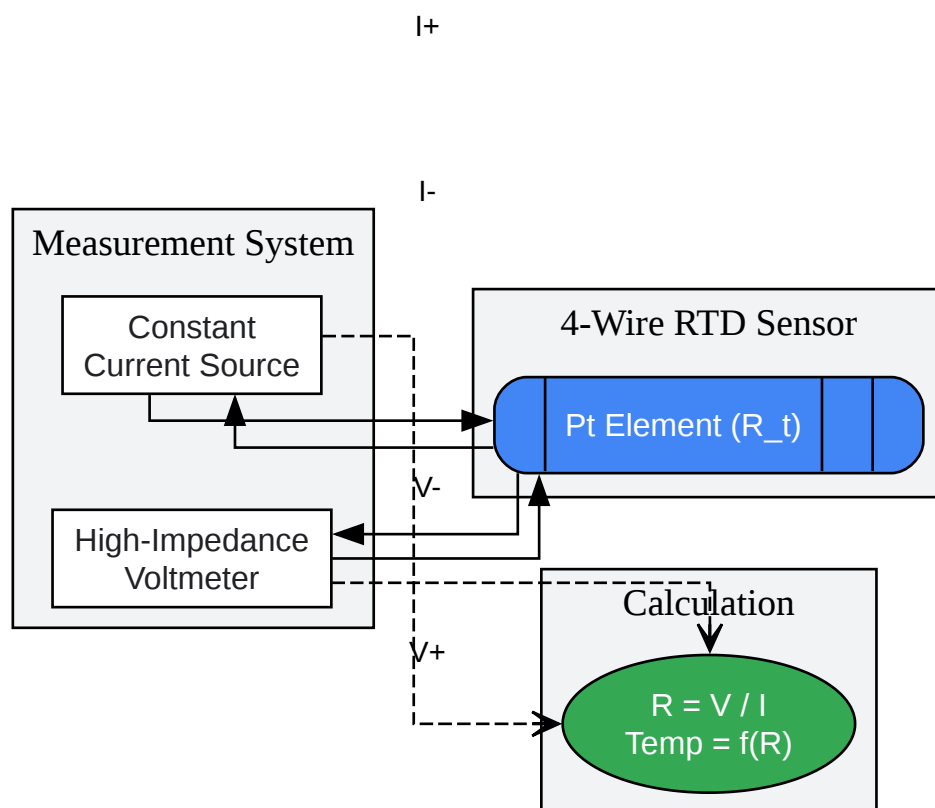 I+
I-
Measurement System
Constant
Current Source
4-Wire RTD Sensor
Pt Element (R_t)
V-
High-Impedance
Voltmeter
Calculation
V+
R = V / I
Temp = f(R)